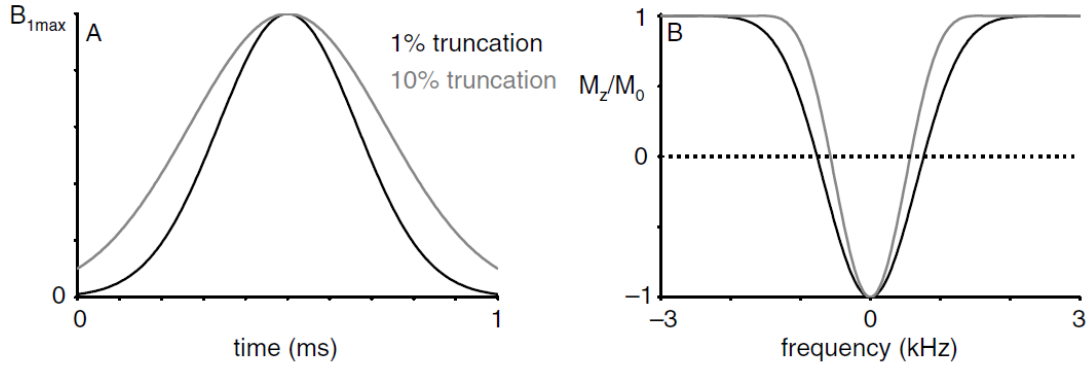 B1max
A
1% truncation
10% truncation
0
0
1
time (ms)
1
B
Mz/M0
0
−1
−3
0
3
frequency (kHz)